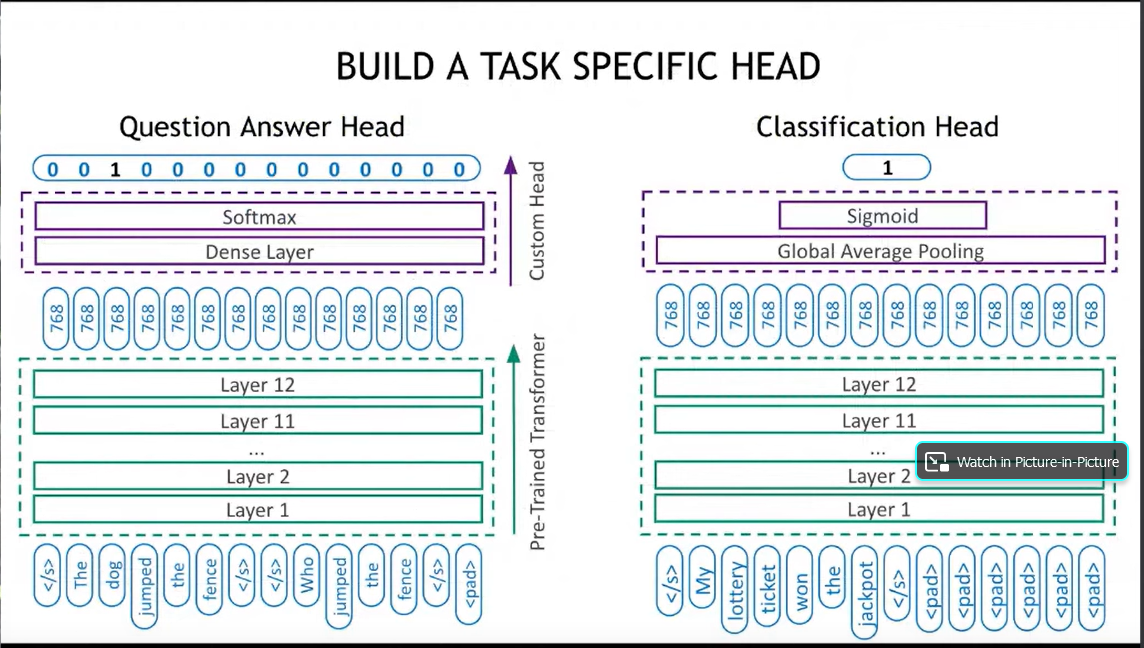 BUILD A TASK SPECIFIC HEAD
Question Answer Head
0 0 1 0 0 0 0 0 0 0 0 0 0 0
Softmax
Dense Layer
Custom Head
768 768 768 768 768 768 768 768 768 768 768 768 768 768
Layer 12
Layer 11
...
Layer 2
Layer 1
Pre-Trained Transformer
</s> The dog jumped the fence </s> </s> Who jumped the fence </s> <pad>
Classification Head
1
Sigmoid
Global Average Pooling
768 768 768 768 768 768 768 768 768 768 768 768 768 768
Layer 12
Layer 11
...
Watch in Picture-in-Picture
Layer 2
Layer 1
</s> My lottery ticket won the jackpot </s> <pad> <pad> <pad> <pad> <pad> <pad>